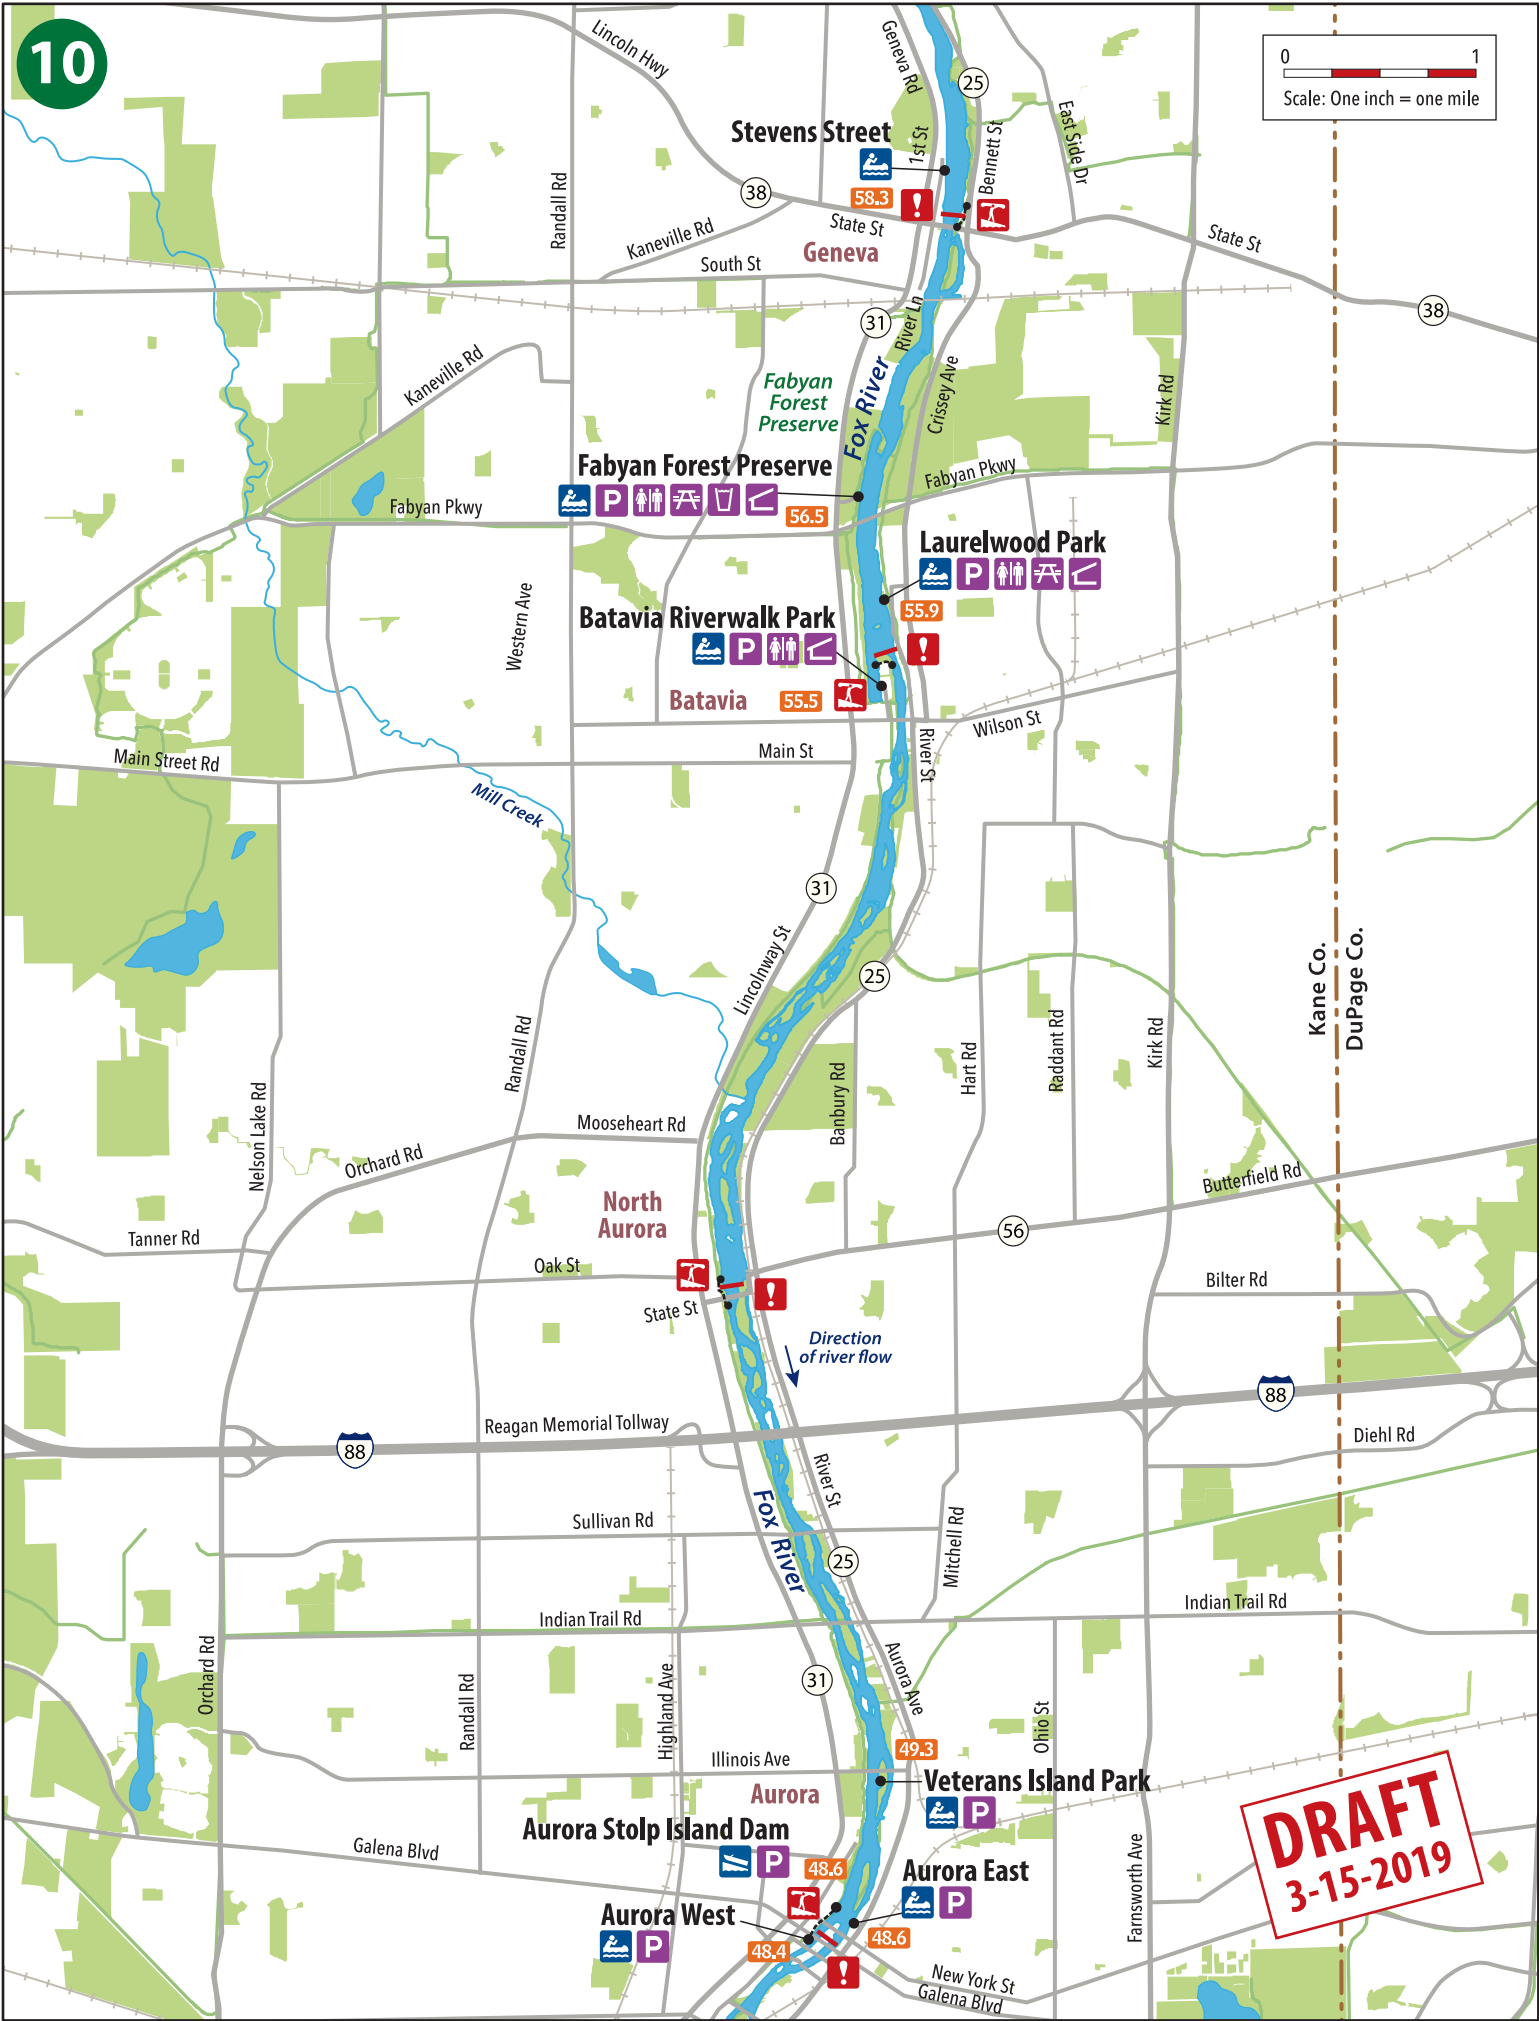 10
Lincoln Hwy
Geneva Rd
25
0 1
Scale: One inch = one mile
Stevens Street
1st St
Bennett St
East Side Dr
58.3
!
38
Randall Rd
Kaneville Rd
State St
State St
Geneva
South St
38
31
River Ln
Kaneville Rd
Fabyan
Forest
Preserve
Fox River
Crissey Ave
Kirk Rd
Fabyan Forest Preserve
P
56.5
Fabyan Pkwy
Fabyan Pkwy
Laurelwood Park
P
55.9
Western Ave
Batavia Riverwalk Park
P
!
Batavia
55.5
Wilson St
Main Street Rd
Main St
River St
Mill Creek
31
Lincolnway St
25
Kane Co.
DuPage Co.
Randall Rd
Nelson Lake Rd
Banbury Rd
Hart Rd
Raddant Rd
Kirk Rd
Mooseheart Rd
Orchard Rd
Butterfield Rd
North
Aurora
Tanner Rd
56
Oak St
!
Bilter Rd
State St
Direction
of river flow
88
Reagan Memorial Tollway
88
Diehl Rd
River St
Fox River
Sullivan Rd
Mitchell Rd
25
Indian Trail Rd
Indian Trail Rd
Orchard Rd
Randall Rd
Highland Ave
31
Aurora Ave
Ohio St
49.3
Illinois Ave
Veterans Island Park
P
Aurora
Aurora Stolp Island Dam
P
48.6
Galena Blvd
Aurora East
P
Farnsworth Ave
DRAFT
3-15-2019
Aurora West
P
48.4
48.6
!
New York St
Galena Blvd